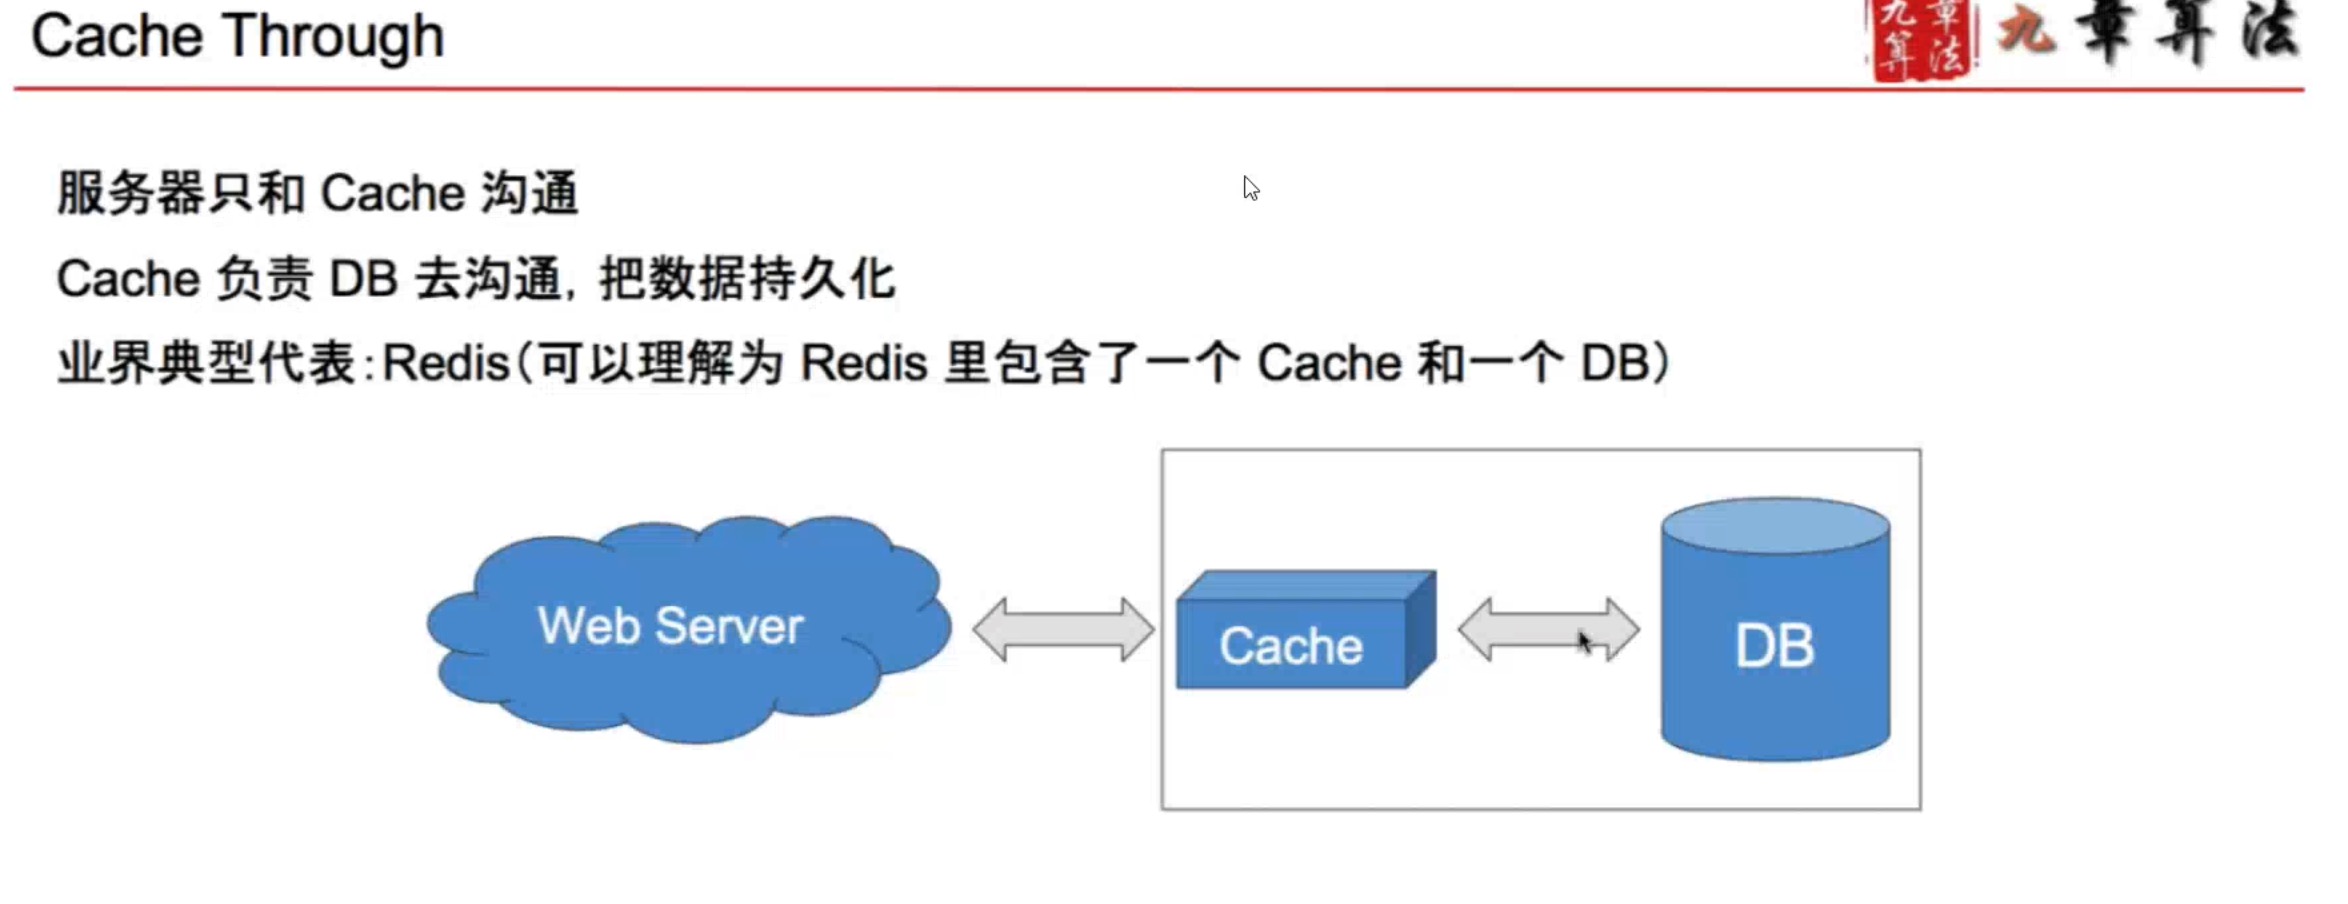 Cache Through
九章算法
九章算法
服务器只和 Cache 沟通
Cache 负责 DB 去沟通，把数据持久化
业界典型代表：Redis（可以理解为 Redis 里包含了一个 Cache 和一个 DB）
Web Server
Cache
DB